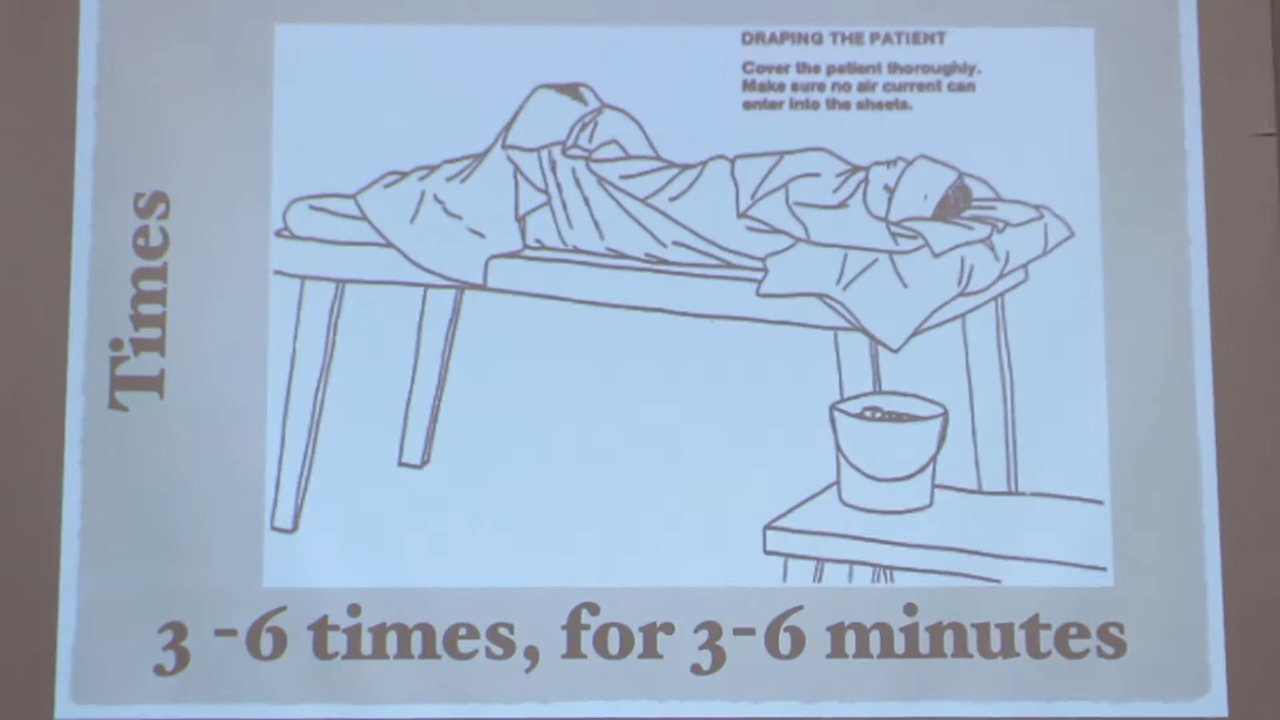 DRAPING THE PATIENT
Cover the patient thoroughly.
Make sure no air current can
enter into the sheets.
Times
3 -6 times, for 3-6 minutes